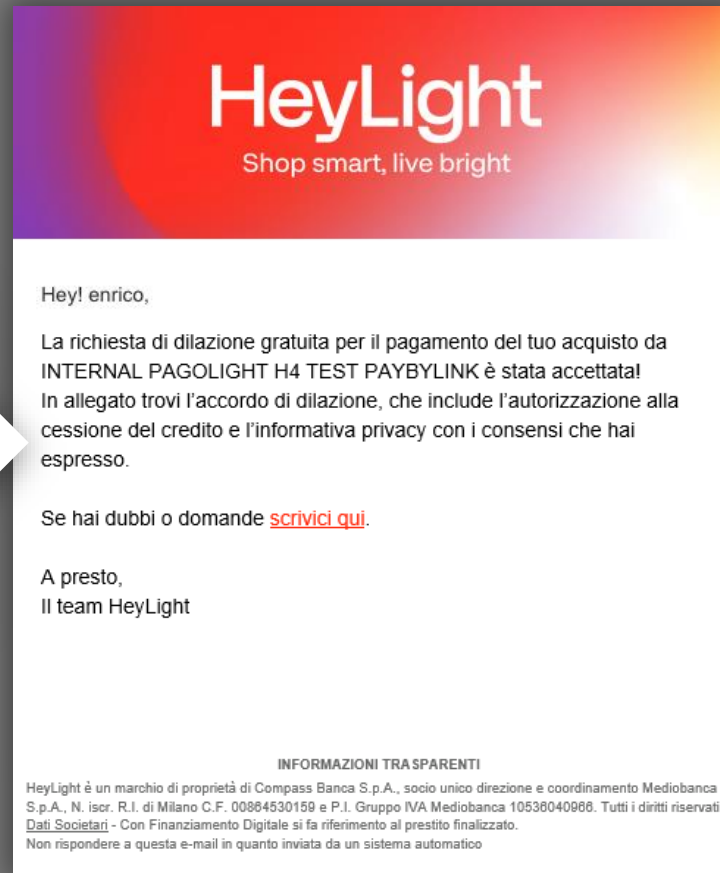 HeyLight
Shop smart, live bright
Hey! enrico,
La richiesta di dilazione gratuita per il pagamento del tuo acquisto da
INTERNAL PAGOLIGHT H4 TEST PAYBYLINK è stata accettata!
In allegato trovi l'accordo di dilazione, che include l'autorizzazione alla
cessione del credito e l'informativa privacy con i consensi che hai
espresso.
Se hai dubbi o domande scrivici qui.
A presto,
Il team HeyLight
INFORMAZIONI TRASPARENTI
HeyLight è un marchio di proprietà di Compass Banca S.p.A., socio unico direzione e coordinamento Mediobanca
S.p.A., N. iscr. R.I. di Milano C.F. 00864530159 e P.I. Gruppo IVA Mediobanca 10536040966. Tutti i diritti riservati
Dati Societari - Con Finanziamento Digitale si fa riferimento al prestito finalizzato.
Non rispondere a questa e-mail in quanto inviata da un sistema automatico